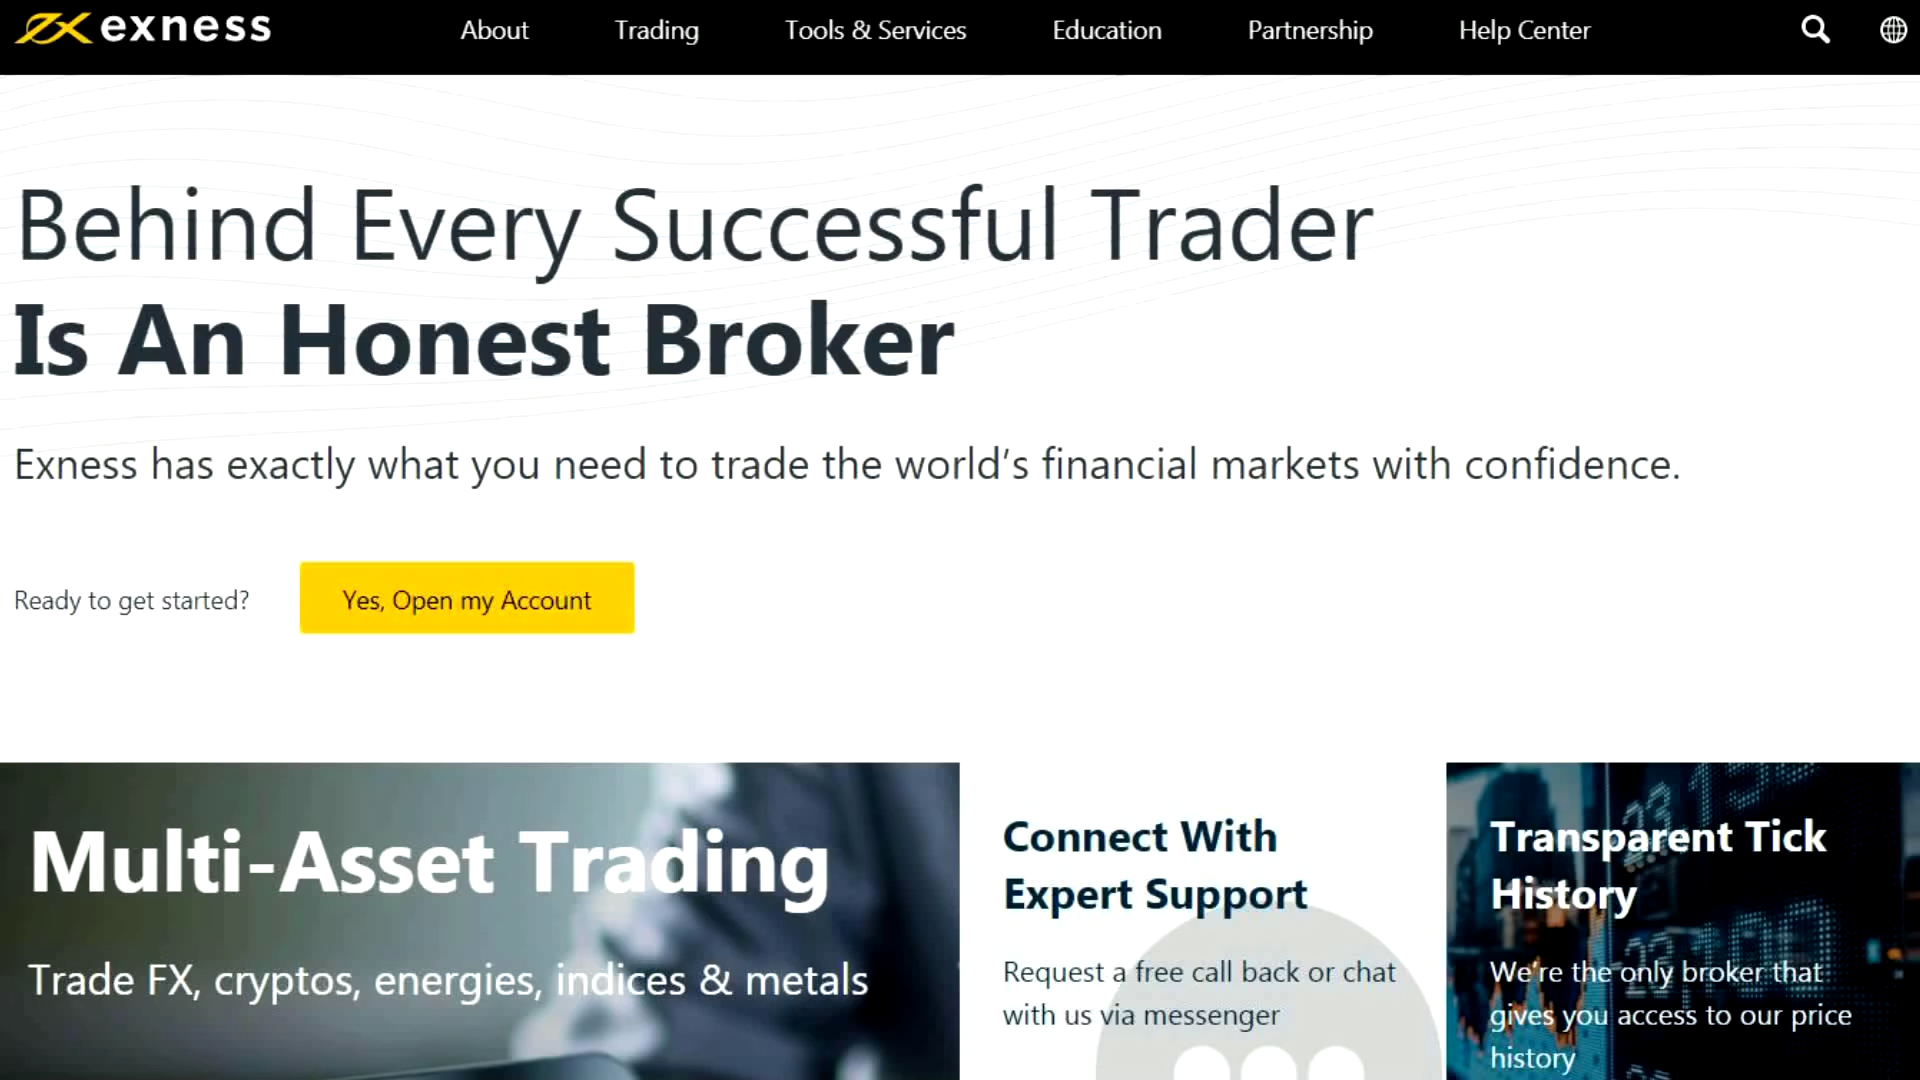 exness
About
Trading
Tools & Services
Education
Partnership
Help Center
Behind Every Successful Trader
Is An Honest Broker
Exness has exactly what you need to trade the world’s financial markets with confidence.
Ready to get started?
Yes, Open my Account
Multi-Asset Trading
Trade FX, cryptos, energies, indices & metals
Connect With
Expert Support
Request a free call back or chat
with us via messenger
Transparent Tick
History
We’re the only broker that
gives you access to our price
history